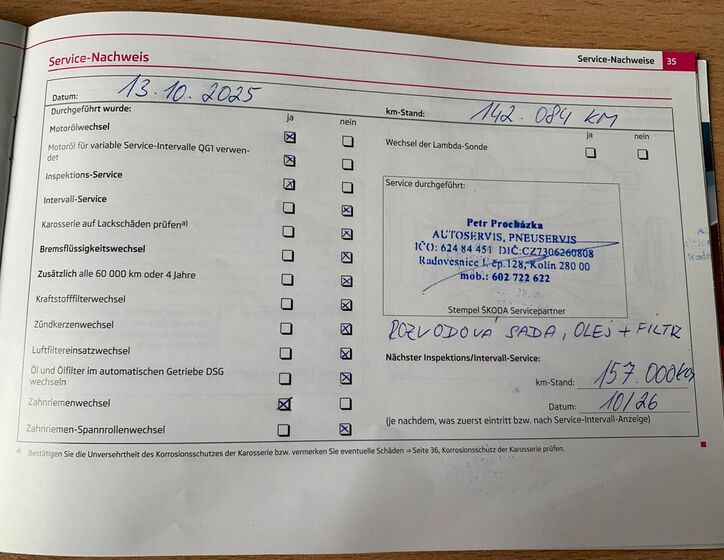 Service-Nachweis
Service-Nachweise 35
Datum: 13.10.2025
km-Stand: 142.084 KM
Durchgeführt wurde: ja nein
ja nein
Motorölwechsel
Wechsel der Lambda-Sonde
Motoröl für variable Service-Intervalle QG1 verwen-
det
Inspektions-Service
Intervall-Service
Karosserie auf Lackschäden prüfen a)
Bremsflüssigkeitswechsel
Zusätzlich alle 60 000 km oder 4 Jahre
Kraftstofffilterwechsel
Zündkerzenwechsel
Luftfiltereinsatzwechsel
Öl und Ölfilter im automatischen Getriebe DSG
wechseln
Zahnriemenwechsel
Zahnriemen-Spannrollenwechsel
Service durchgeführt:
Petr Procházka
AUTOSERVIS, PNEUSERVIS
IČO: 624 84 451 DIČ:CZ7306260808
Radovesnice I, čp.128, Kolín 280 00
mob.: 602 722 622
Stempel ŠKODA Servicepartner
ROZVODOVÁ SADA, OLEJ + FILTR
Nächster Inspektions/Intervall-Service:
km-Stand: 157.000 km
Datum: 10/26
(je nachdem, was zuerst eintritt bzw. nach Service-Intervall-Anzeige)
a) Bestätigen Sie die Unversehrtheit des Korrosionsschutzes der Karosserie bzw. vermerken Sie eventuelle Schäden ⇒ Seite 36, Korrosionsschutz der Karosserie prüfen.